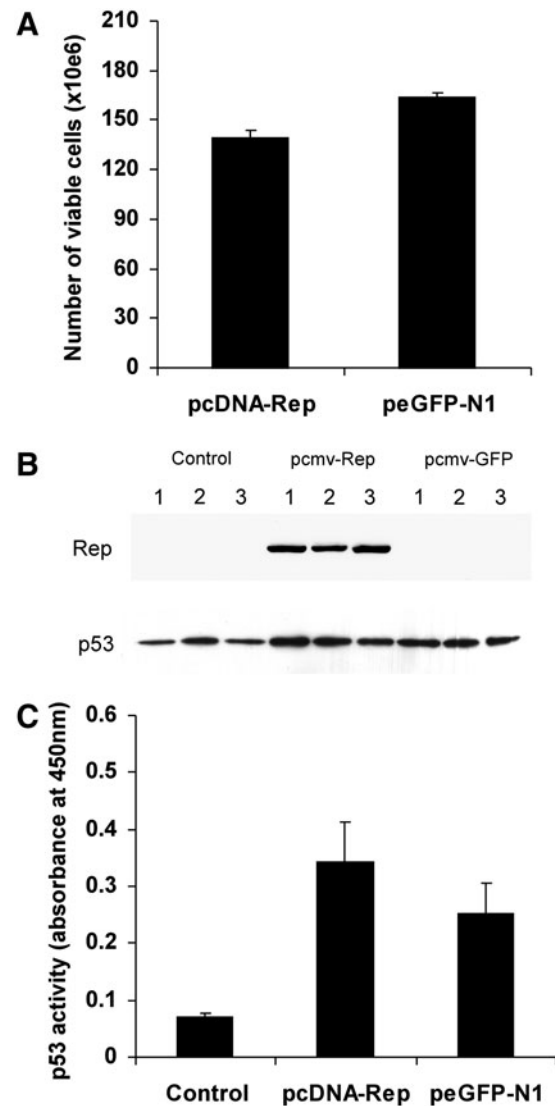 A
Number of viable cells (x10e6)
210
180
150
120
90
60
30
0
pcDNA-Rep peGFP-N1
B
Control pcmv-Rep pcmv-GFP
1 2 3 1 2 3 1 2 3
Rep
p53
C
p53 activity (absorbance at 450nm)
0.6
0.5
0.4
0.3
0.2
0.1
0
Control pcDNA-Rep peGFP-N1